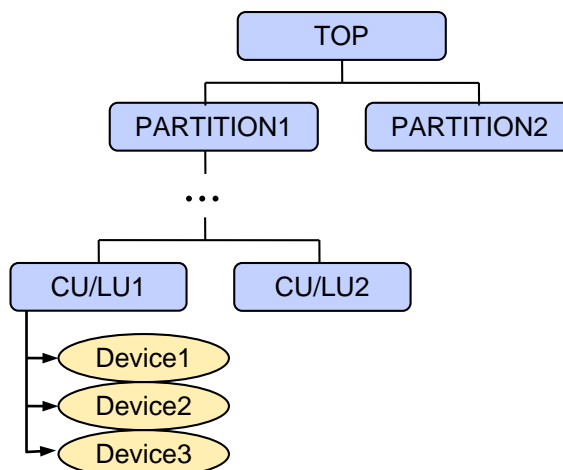 TOP
PARTITION1
PARTITION2
...
CU/LU1
CU/LU2
Device1
Device2
Device3